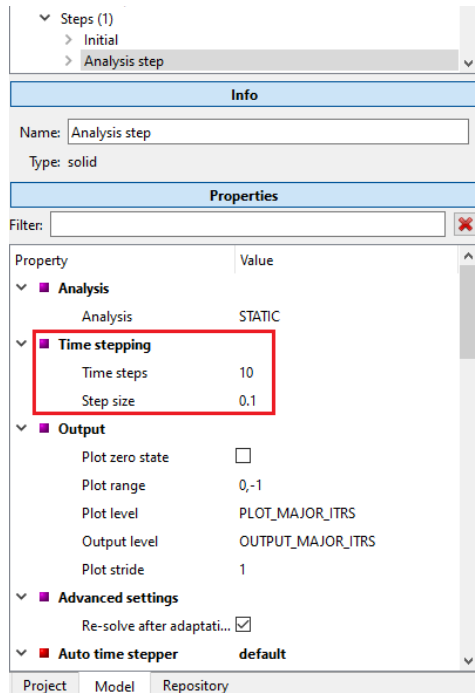 Steps (1)
Initial
Analysis step
Info
Name: Analysis step
Type: solid
Properties
Filter:
Property Value
Analysis
Analysis STATIC
Time stepping
Time steps 10
Step size 0.1
Output
Plot zero state
Plot range 0,-1
Plot level PLOT_MAJOR_ITRS
Output level OUTPUT_MAJOR_ITRS
Plot stride 1
Advanced settings
Re-solve after adaptati...
Auto time stepper default
Project Model Repository